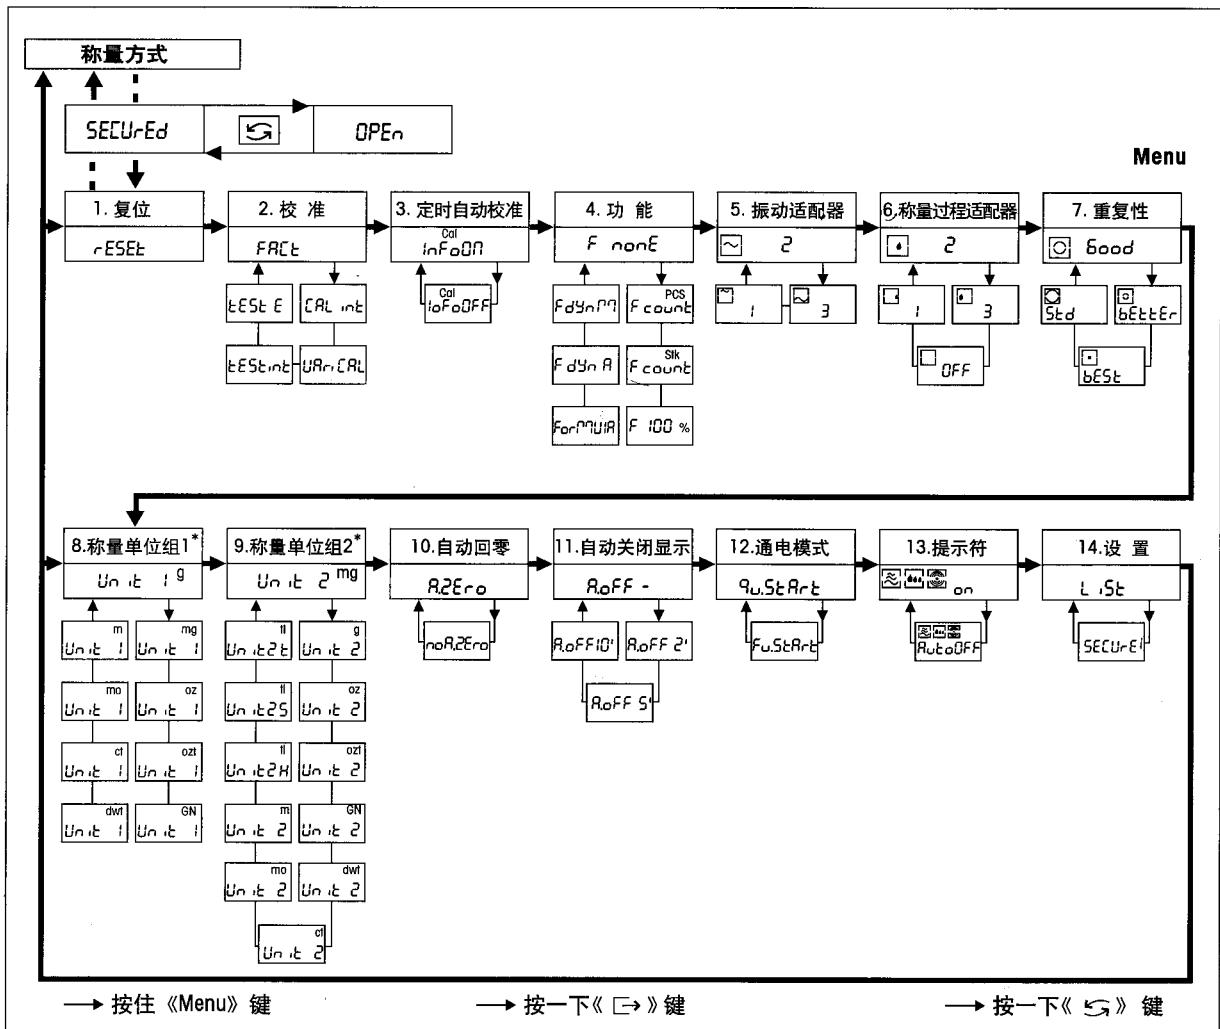 称量方式
SECUrEd
OPEn
Menu
1. 复位
rESEt
2. 校 准
FACt
tESt E
CAL int
tEStint
VAriCAL
3. 定时自动校准
Cal
InFoON
Cal
IoFoOFF
4. 功 能
F nonE
FdYnM
PCS
F count
F dYn A
Stk
F count
ForMUlA
F 100 %
5. 振动适配器
2
1
3
6,称量过程适配器
2
1
3
OFF
7. 重复性
Good
Std
bEttEr
bESt
8.称量单位组1*
Unit 1 g
m
Unit 1
mg
Unit 1
mo
Unit 1
oz
Unit 1
ct
Unit 1
ozt
Unit 1
dwt
Unit 1
GN
Unit 1
9.称量单位组2*
Unit 2 mg
tl
Unit2t
g
Unit 2
tl
Unit2S
oz
Unit 2
tl
Unit2H
ozt
Unit 2
m
Unit 2
GN
Unit 2
mo
Unit 2
dwt
Unit 2
ct
Unit 2
10.自动回零
A.ZEro
noA.ZEro
11.自动关闭显示
A.oFF -
A.oFF10'
A.oFF 2'
A.oFF 5'
12.通电模式
qu.StArt
Fu.StArt
13.提示符
on
AutoOFF
14.设 置
LiSt
SECUrEd
→ 按住《Menu》键
→ 按一下《 》键
→ 按一下《 》 键